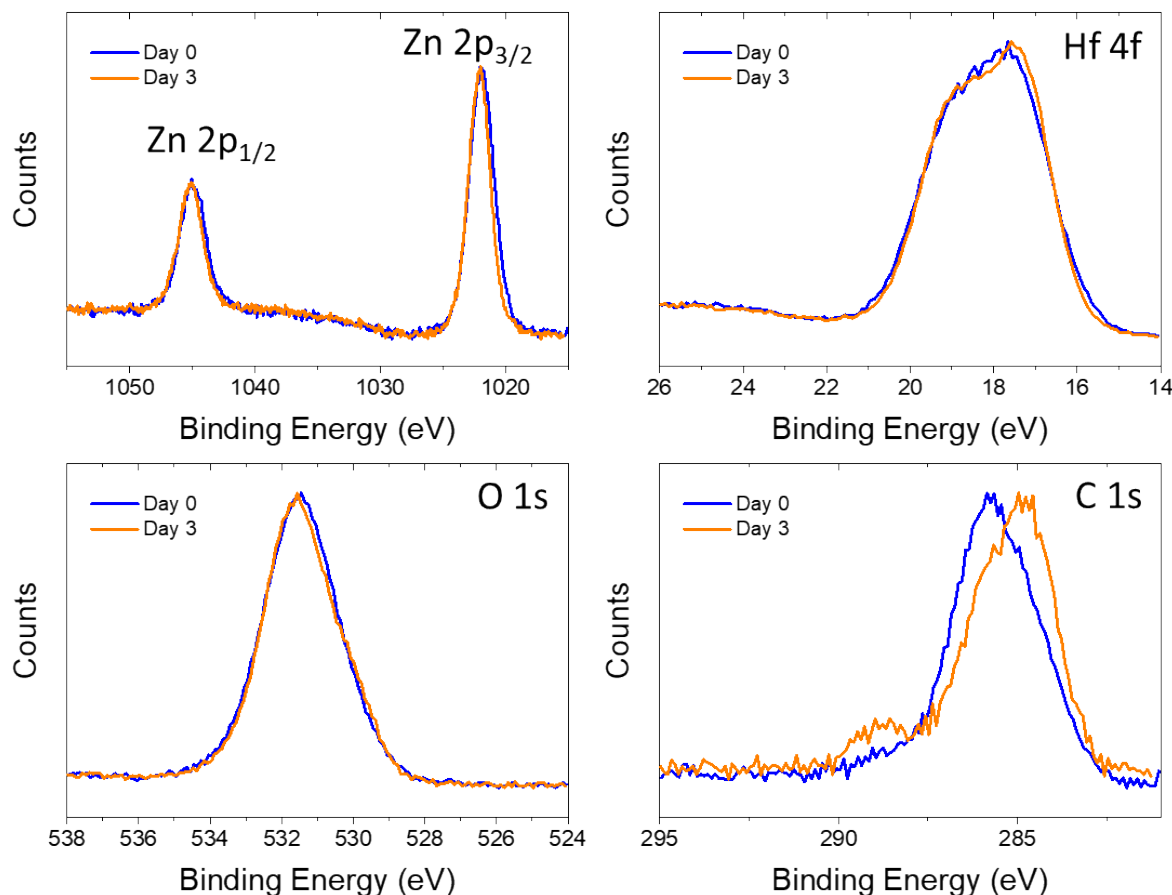 Day 0
Day 3
Zn 2p3/2
Zn 2p1/2
Counts
1050 1040 1030 1020
Binding Energy (eV)
Day 0
Day 3
Hf 4f
Counts
26 24 22 20 18 16 14
Binding Energy (eV)
Day 0
Day 3
O 1s
Counts
538 536 534 532 530 528 526 524
Binding Energy (eV)
Day 0
Day 3
C 1s
Counts
295 290 285
Binding Energy (eV)